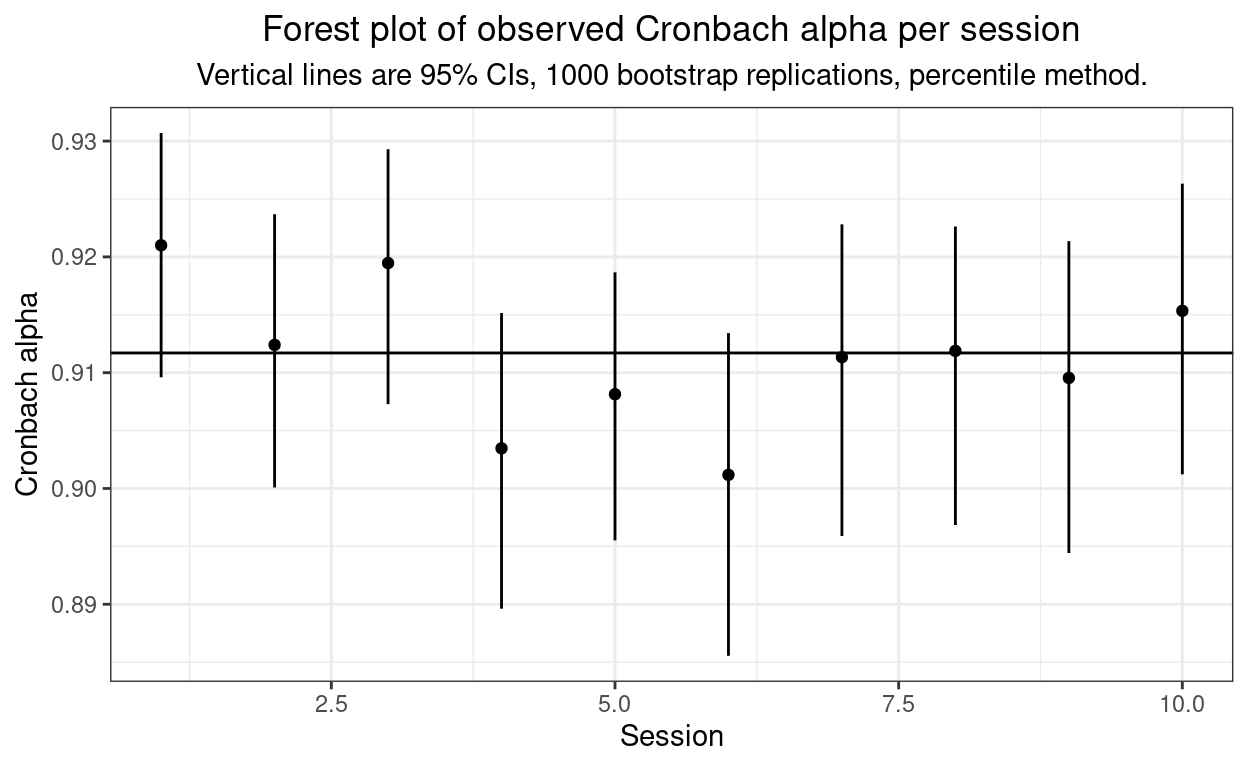 Forest plot of observed Cronbach alpha per session
Vertical lines are 95% CIs, 1000 bootstrap replications, percentile method.
Cronbach alpha
0.93
0.92
0.91
0.90
0.89
2.5 5.0 7.5 10.0
Session